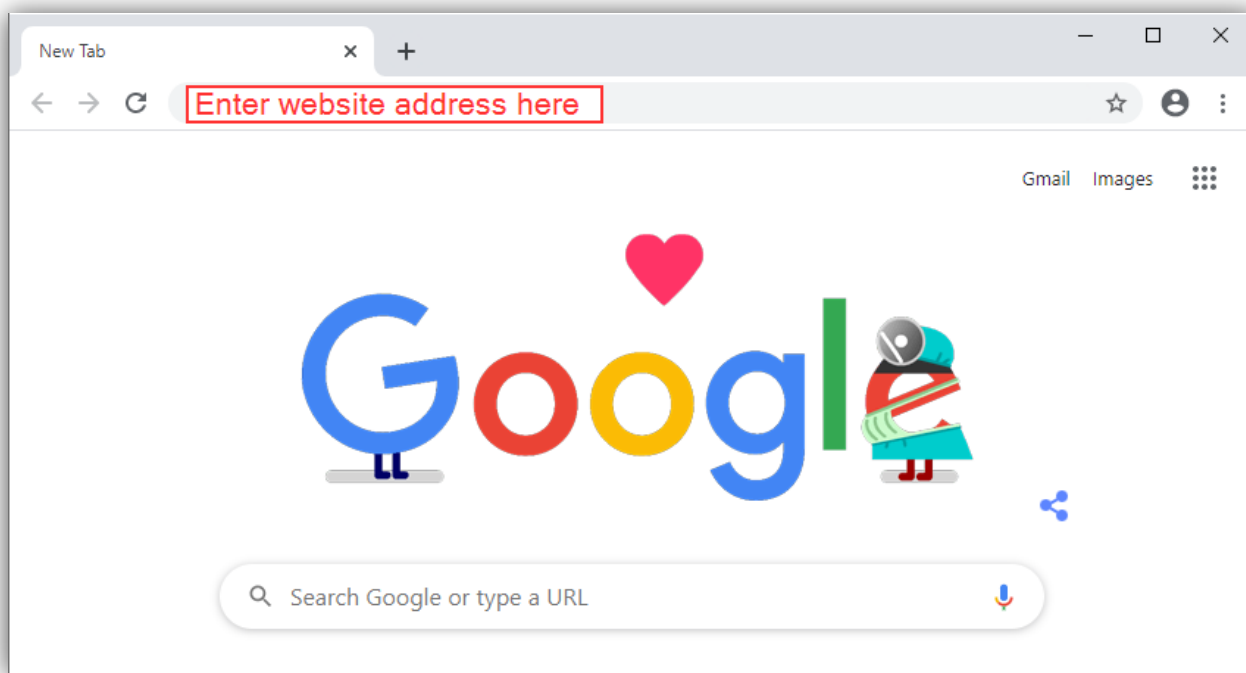 New Tab
Enter website address here
Gmail Images
Google
Search Google or type a URL